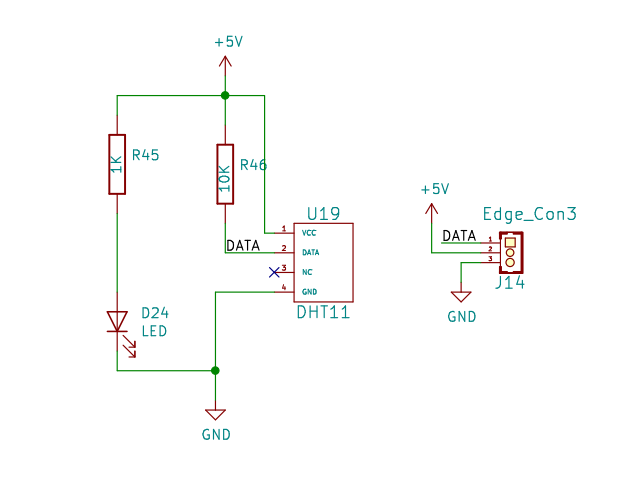 +5V
1K
R45
10K
R46
+5V
U19
Edge_Con3
DATA
DATA
1
VCC
2
DATA
3
NC
4
GND
1
2
3
J14
D24
LED
DHT11
GND
GND